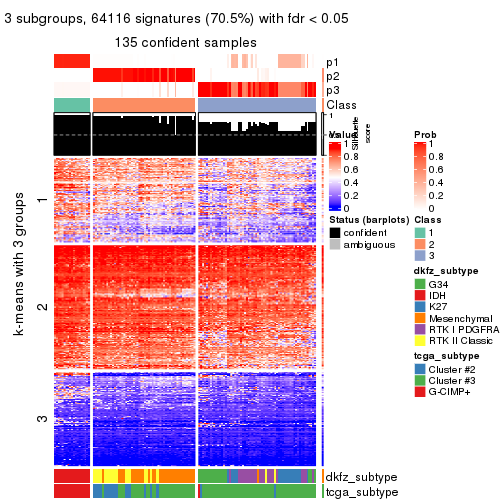 3 subgroups, 64116 signatures (70.5%) with fdr < 0.05
135 confident samples
p1
p2
p3
Class
1
Silhouette
score
k-means with 3 groups
1
2
3
Value
1
0.8
0.6
0.4
0.2
0
Prob
1
0.8
0.6
0.4
0.2
0
Status (barplots)
confident
ambiguous
Class
1
2
3
dkfz_subtype
G34
IDH
K27
Mesenchymal
RTK I PDGFRA
RTK II Classic
tcga_subtype
Cluster #2
Cluster #3
G-CIMP+
dkfz_subtype
tcga_subtype